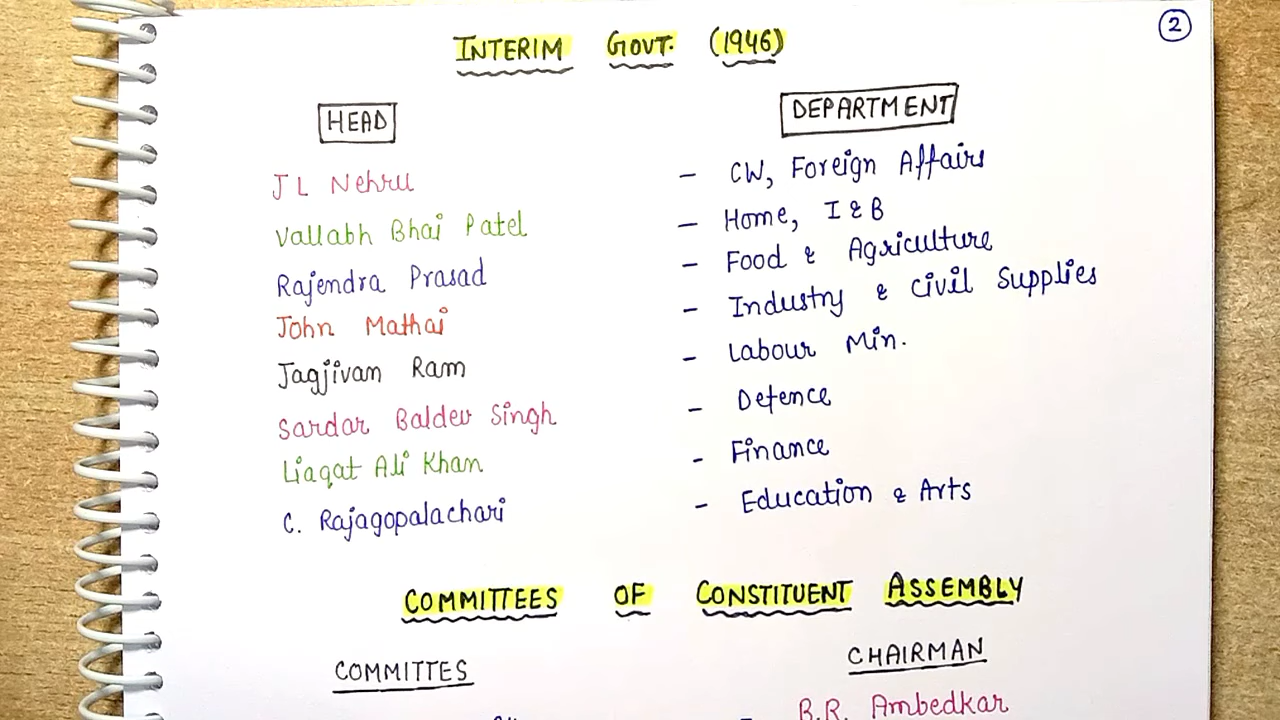 2
INTERIM GOVT. (1946)
HEAD DEPARTMENT
J L Nehru - CW, Foreign Affairs
Vallabh Bhai Patel - Home, I & B
Rajendra Prasad - Food & Agriculture
John Mathai - Industry & Civil Supplies
Jagjivan Ram - Labour Min.
Sardar Baldev Singh - Defence
Liaqat Ali Khan - Finance
C. Rajagopalachari - Education & Arts
COMMITTEES OF CONSTITUENT ASSEMBLY
COMMITTES CHAIRMAN
- B.R. Ambedkar